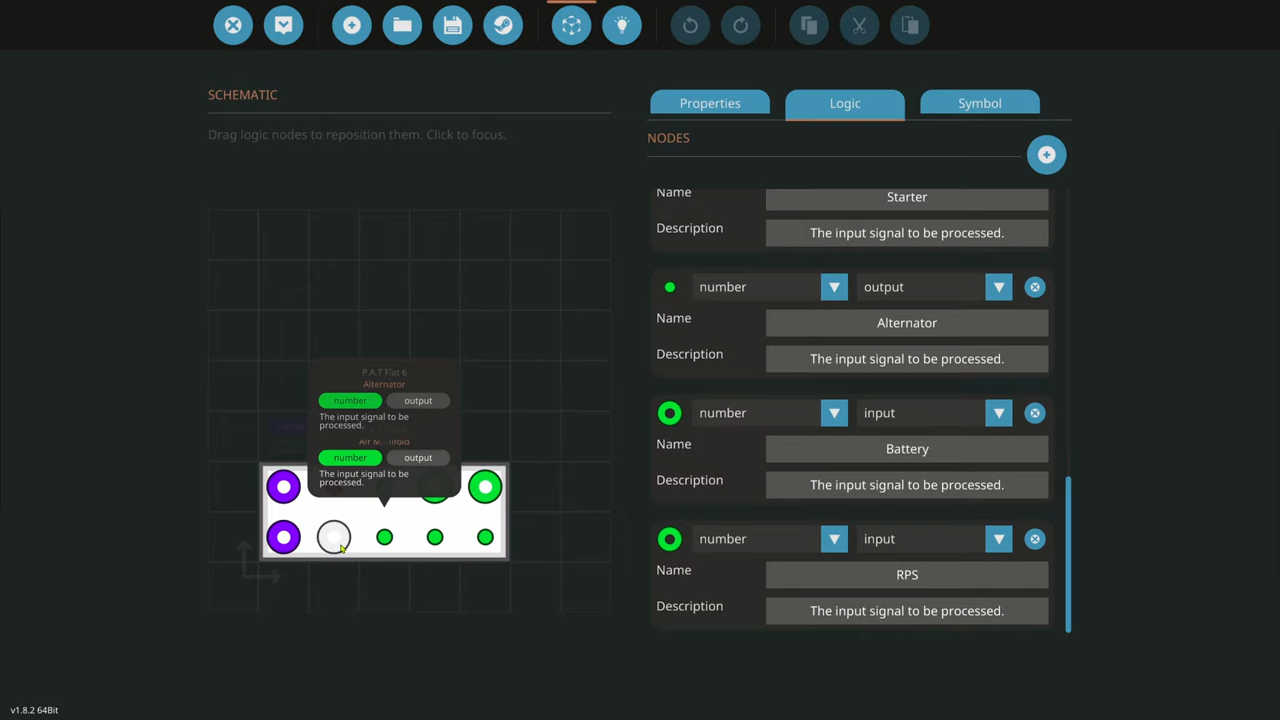 SCHEMATIC
Drag logic nodes to reposition them. Click to focus.
Properties
Logic
Symbol
NODES
Name
Starter
Description
The input signal to be processed.
number
output
Name
Alternator
Description
The input signal to be processed.
number
input
Name
Battery
Description
The input signal to be processed.
number
input
Name
RPS
Description
The input signal to be processed.
P.A.T Flat 6
Alternator
number
output
The input signal to be
processed.
number
output
The input signal to be
processed.
v1.8.2 64Bit